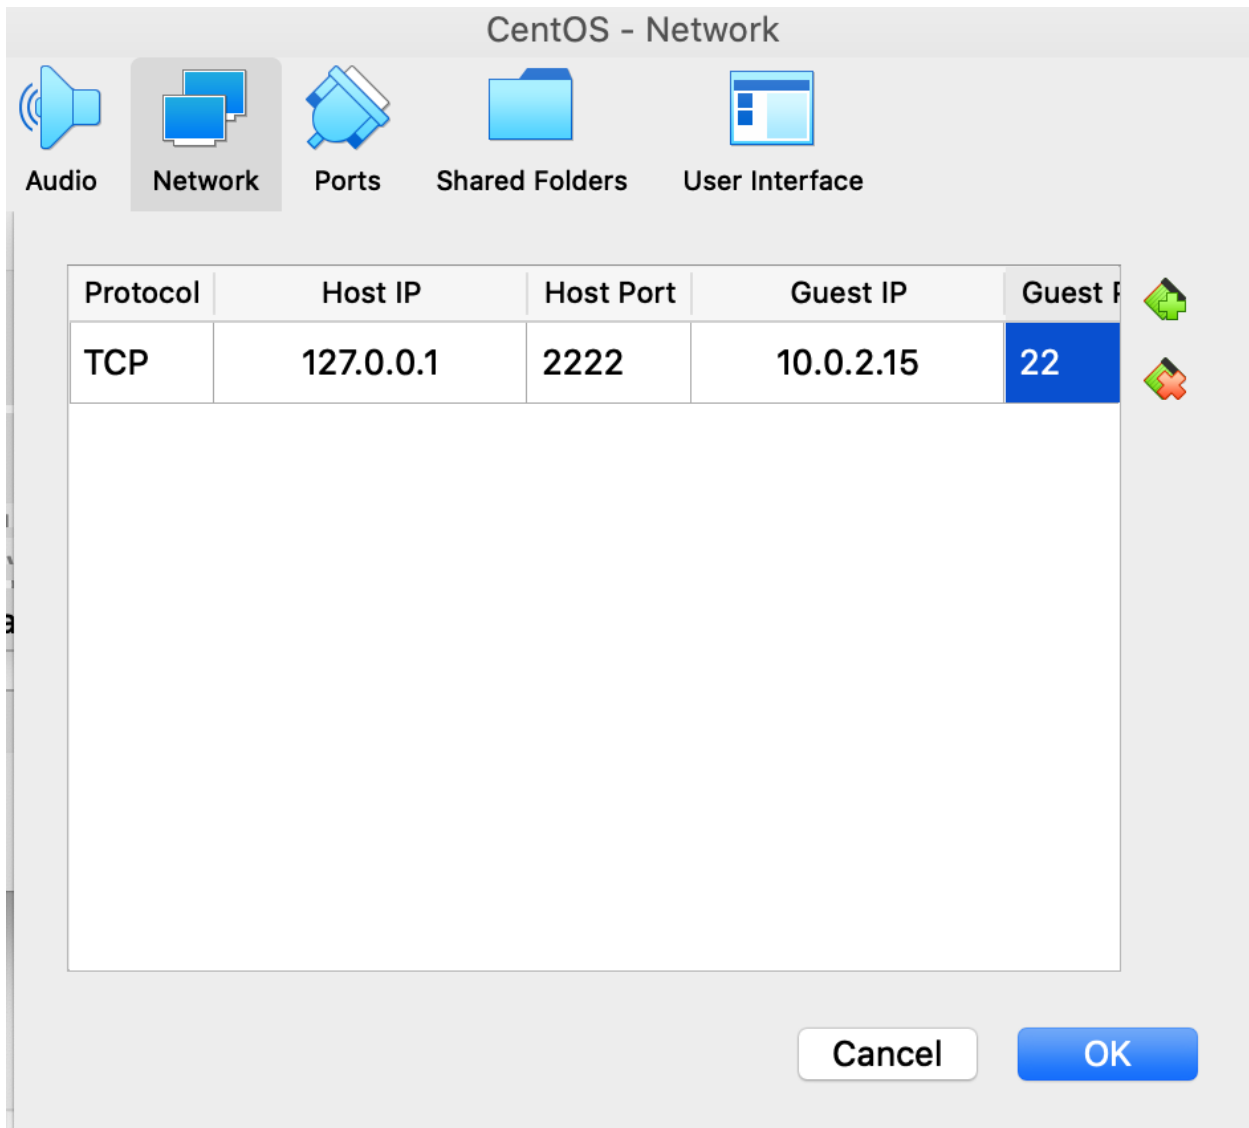 CentOS - Network
Audio Network Ports Shared Folders User Interface
Protocol Host IP Host Port Guest IP Guest
TCP 127.0.0.1 2222 10.0.2.15 22
Cancel OK